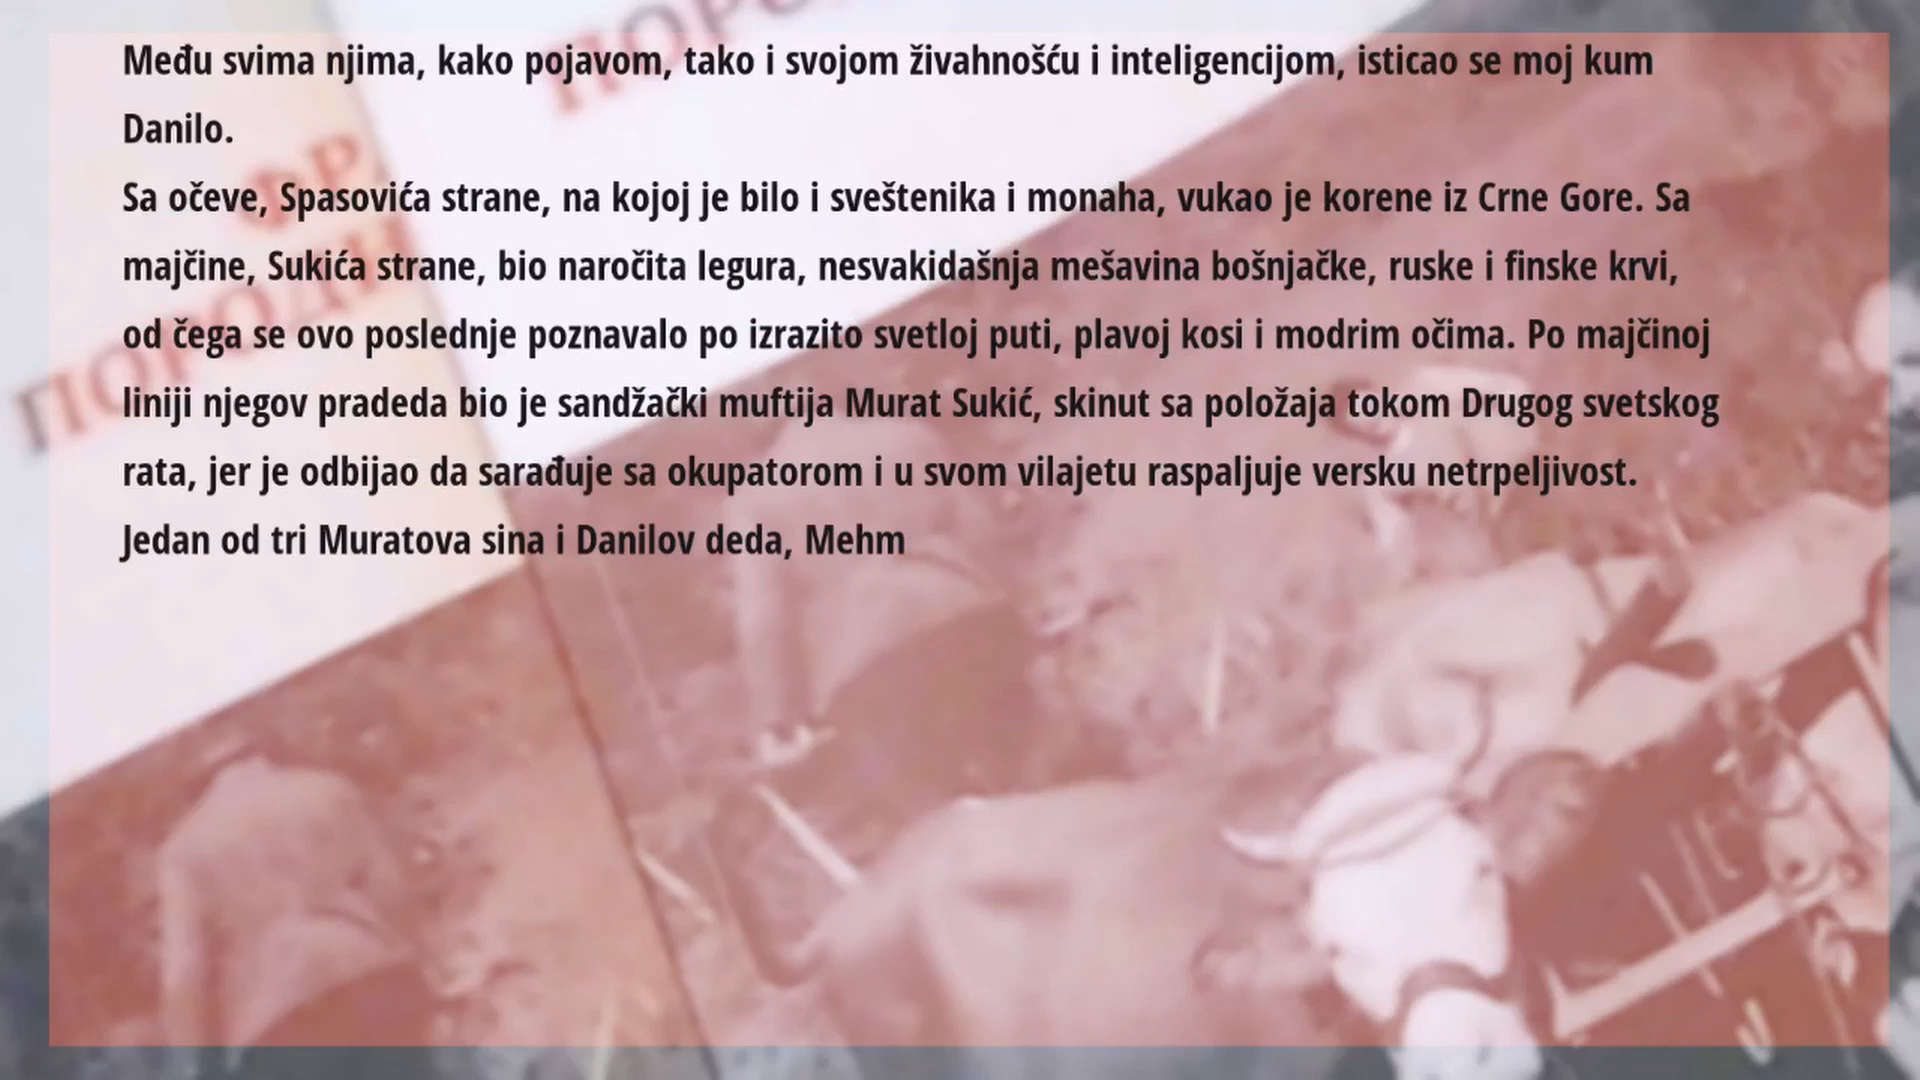 ПОРО
Među svima njima, kako pojavom, tako i svojom živahnošću i inteligencijom, isticao se moj kum
Danilo.
Sa očeve, Spasovića strane, na kojoj je bilo i sveštenika i monaha, vukao je korene iz Crne Gore. Sa
majčine, Sukića strane, bio naročita legura, nesvakidašnja mešavina bošnjačke, ruske i finske krvi,
od čega se ovo poslednje poznavalo po izrazito svetloj puti, plavoj kosi i modrim očima. Po majčinoj
liniji njegov pradeda bio je sandžački muftija Murat Sukić, skinut sa položaja tokom Drugog svetskog
rata, jer je odbijao da sarađuje sa okupatorom i u svom vilajetu raspaljuje versku netrpeljivost.
Jedan od tri Muratova sina i Danilov deda, Mehm